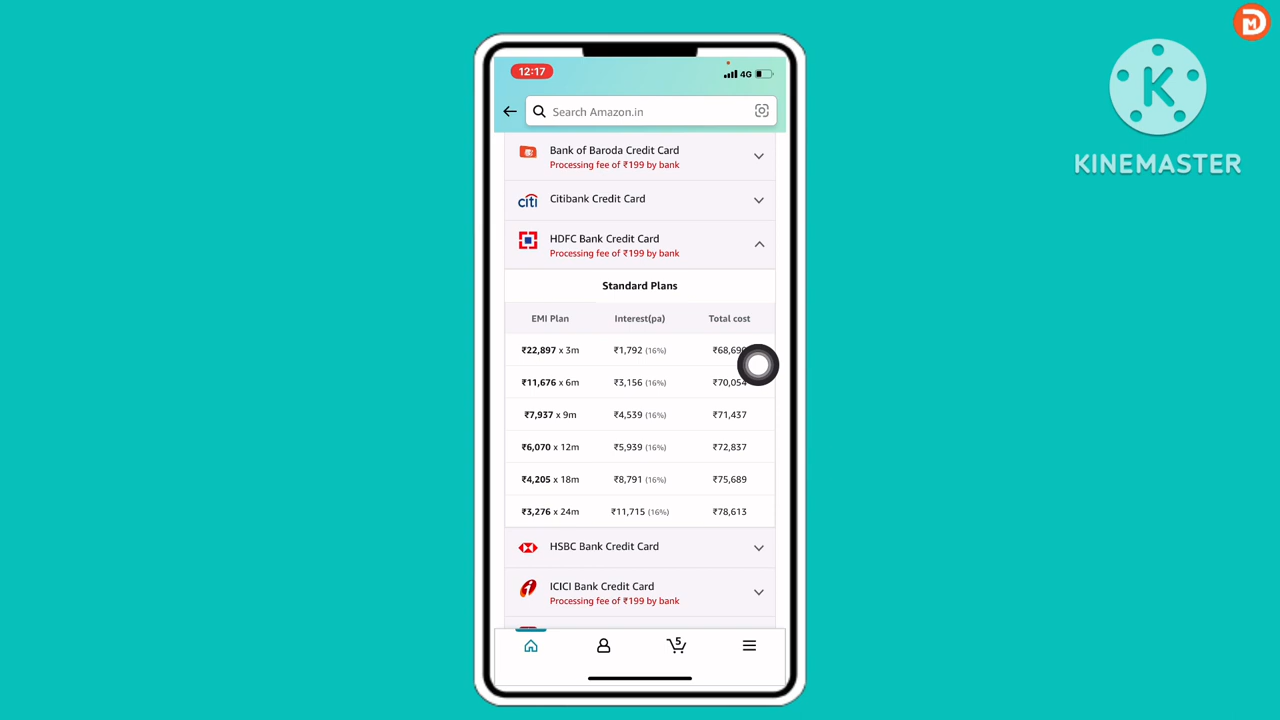 12:17
4G
Search Amazon.in
Bank of Baroda Credit Card
Processing fee of ₹199 by bank
citi Citibank Credit Card
HDFC Bank Credit Card
Processing fee of ₹199 by bank
Standard Plans
EMI Plan Interest(pa) Total cost
₹22,897 x 3m ₹1,792 (16%)
₹11,676 x 6m ₹3,156 (16%) ₹70,054
₹7,937 x 9m ₹4,539 (16%) ₹71,437
₹6,070 x 12m ₹5,939 (16%) ₹72,837
₹4,205 x 18m ₹8,791 (16%) ₹75,689
₹3,276 x 24m ₹11,715 (16%) ₹78,613
HSBC Bank Credit Card
ICICI Bank Credit Card
Processing fee of ₹199 by bank
5
K
KINEMASTER
DM